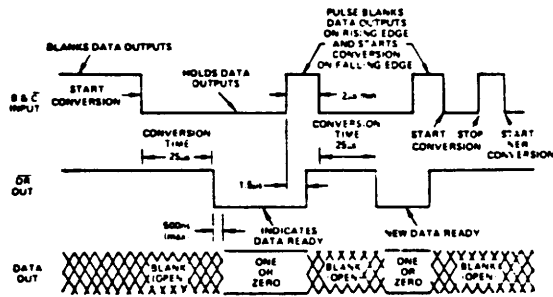 PULSE BLANKS
DATA OUTPUTS
ON RISING EDGE
AND STARTS
CONVERSION
ON FALLING EDGE
BLANKS DATA OUTPUTS
HOLDS DATA
OUTPUTS
B & C̅
INPUT
START
CONVERSION
2µs
CONVERSION
TIME
25µs
CONVERSION
TIME
25µs
START
CONVERSION
STOP
START
NEW
CONVERSION
1.5µs
D̅R̅
OUT
500ns
max
INDICATES
DATA READY
NEW DATA READY
DATA OUT
BLANK
(OPEN)
ONE
OR
ZERO
BLANK
OPEN
ONE
OR
ZERO
BLANK
OPEN